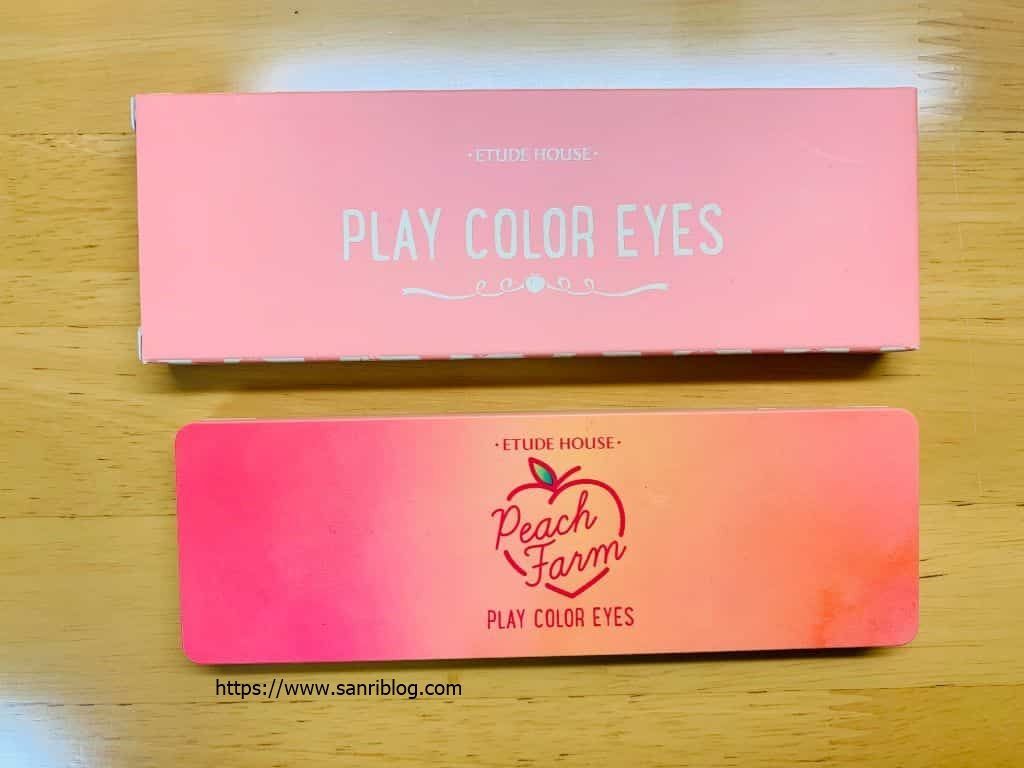 ·ETUDE HOUSE·
PLAY COLOR EYES
·ETUDE HOUSE·
Peach
Farm
PLAY COLOR EYES
https://www.sanriblog.com